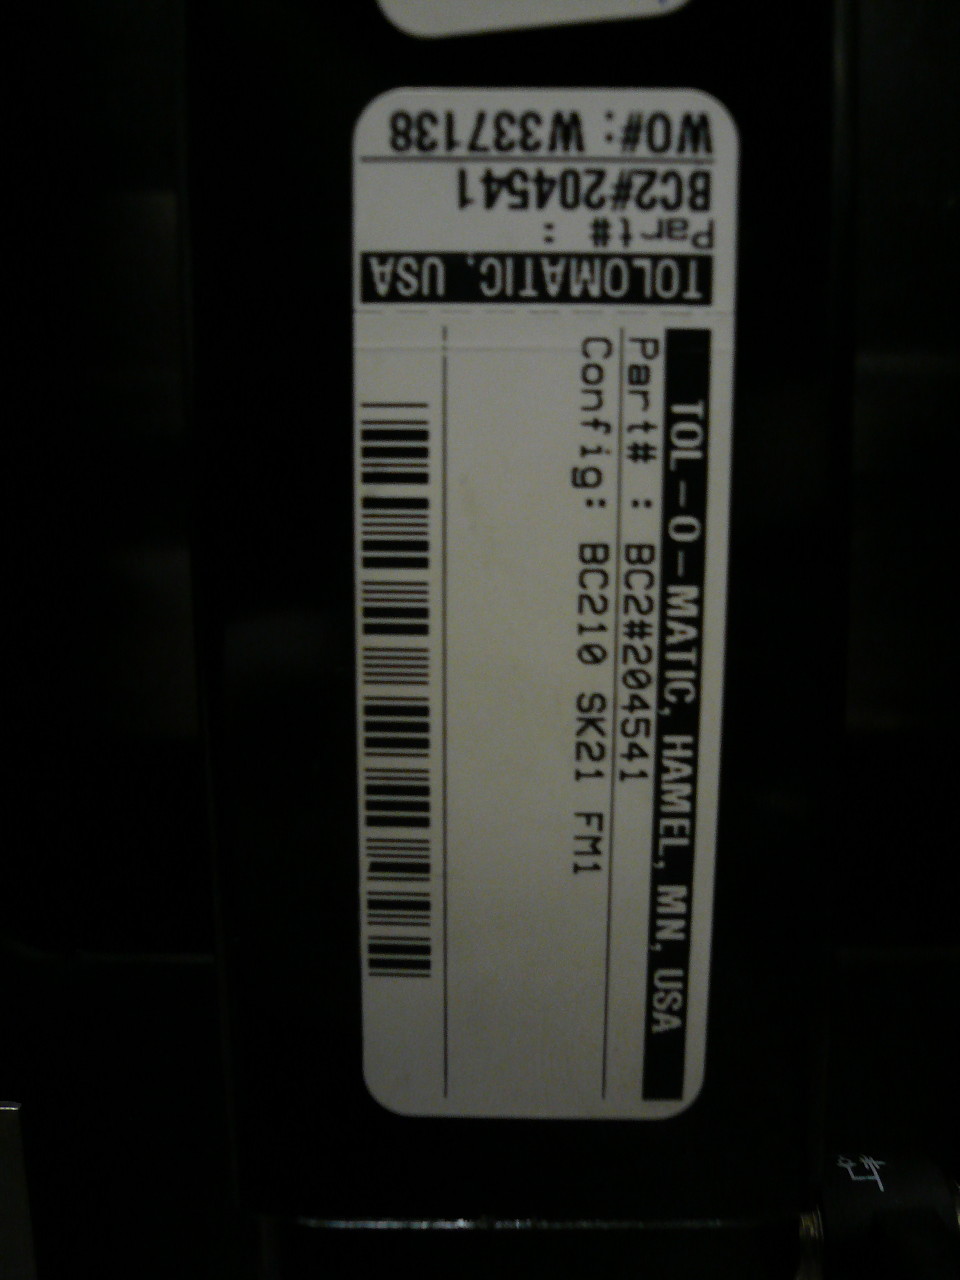 TOLOMATIC, USA
Part# :
BC2#204541
WO#: W337138
TOL-O-MATIC, HAMEL, MN, USA
Part# : BC2#204541
Config: BC210 SK21 FM1